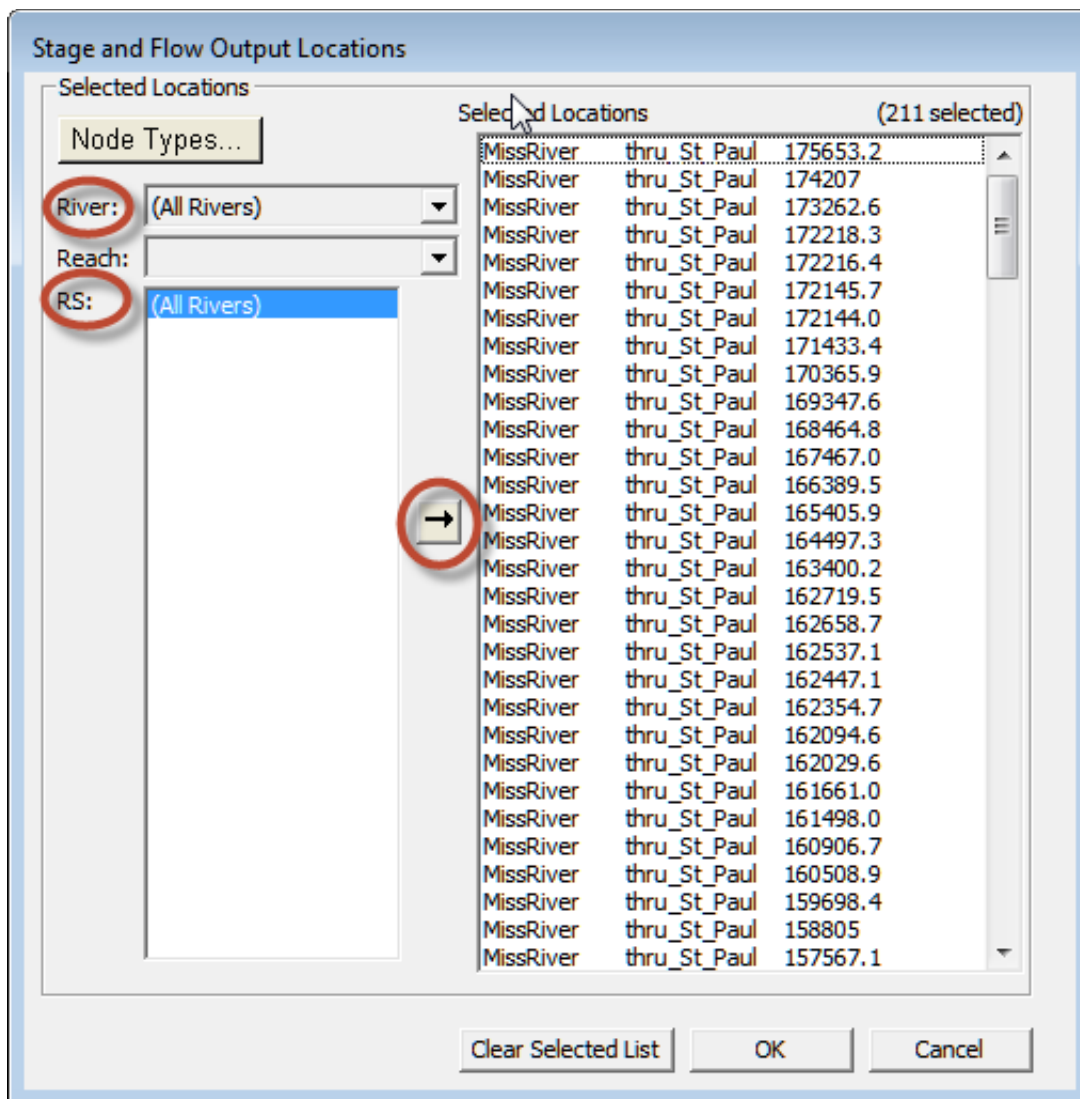 Stage and Flow Output Locations
Selected Locations
Node Types...
River: (All Rivers)
Reach:
RS: (All Rivers)
Locations (211 selected)
MissRiver thru_St_Paul 175653.2
MissRiver thru_St_Paul 174207
MissRiver thru_St_Paul 173262.6
MissRiver thru_St_Paul 172218.3
MissRiver thru_St_Paul 172216.4
MissRiver thru_St_Paul 172145.7
MissRiver thru_St_Paul 172144.0
MissRiver thru_St_Paul 171433.4
MissRiver thru_St_Paul 170365.9
MissRiver thru_St_Paul 169347.6
MissRiver thru_St_Paul 168464.8
MissRiver thru_St_Paul 167467.0
MissRiver thru_St_Paul 166389.5
MissRiver thru_St_Paul 165405.9
MissRiver thru_St_Paul 164497.3
MissRiver thru_St_Paul 163400.2
MissRiver thru_St_Paul 162719.5
MissRiver thru_St_Paul 162658.7
MissRiver thru_St_Paul 162537.1
MissRiver thru_St_Paul 162447.1
MissRiver thru_St_Paul 162354.7
MissRiver thru_St_Paul 162094.6
MissRiver thru_St_Paul 162029.6
MissRiver thru_St_Paul 161661.0
MissRiver thru_St_Paul 161498.0
MissRiver thru_St_Paul 160906.7
MissRiver thru_St_Paul 160508.9
MissRiver thru_St_Paul 159698.4
MissRiver thru_St_Paul 158805
MissRiver thru_St_Paul 157567.1
Clear Selected List OK Cancel